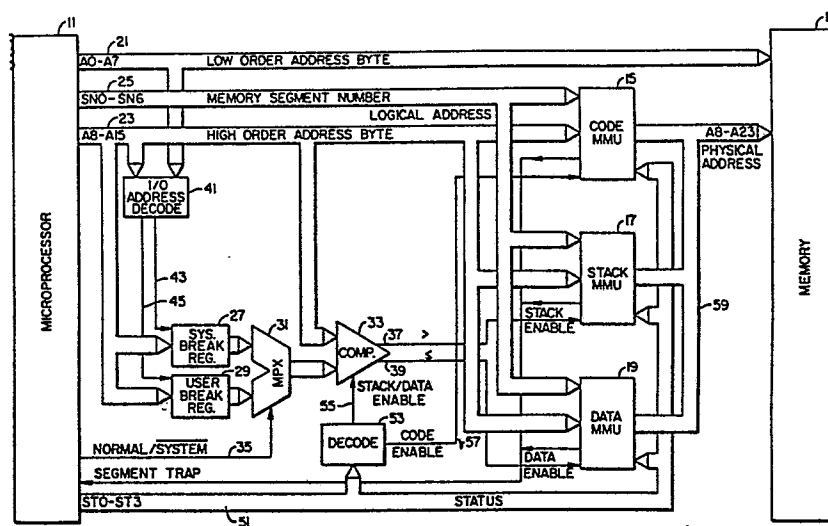 11
1
21
A0-A7 LOW ORDER ADDRESS BYTE
25
15
SN0-SN6 MEMORY SEGMENT NUMBER
LOGICAL ADDRESS
23
A8-A15 HIGH ORDER ADDRESS BYTE
CODE
MMU
A8-A23
PHYSICAL
ADDRESS
I/O
ADDRESS
DECODE
41
17
STACK
MMU
MICROPROCESSOR
MEMORY
43
45
27
31
33
37
>
59
SYS.
BREAK
REG.
MPX
COMP.
39
≤
STACK
ENABLE
29
USER
BREAK
REG.
STACK/DATA
ENABLE
55
19
DATA
MMU
53
DECODE
CODE
ENABLE
57
NORMAL/SYSTEM
35
DATA
ENABLE
SEGMENT TRAP
ST0-ST3
STATUS
51